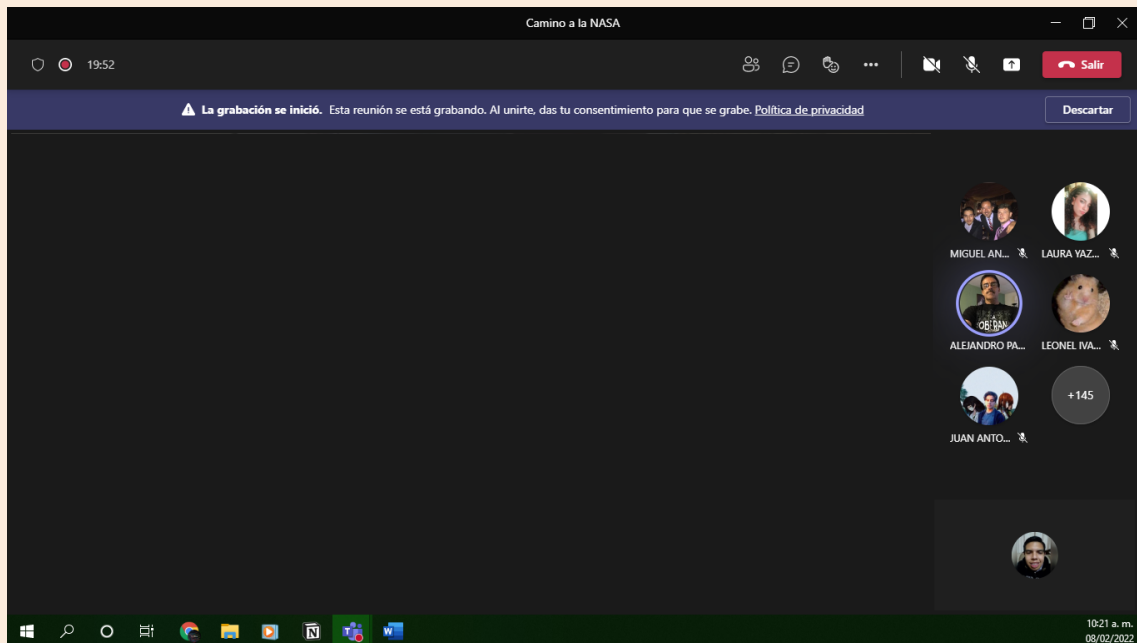 Camino a la NASA
19:52
Salir
La grabación se inició. Esta reunión se está grabando. Al unirte, das tu consentimiento para que se grabe. Política de privacidad
Descartar
MIGUEL AN...
LAURA YAZ...
OBERAN
ALEJANDRO PA...
LEONEL IVA...
+145
JUAN ANTO...
10:21 a. m.
08/02/2022